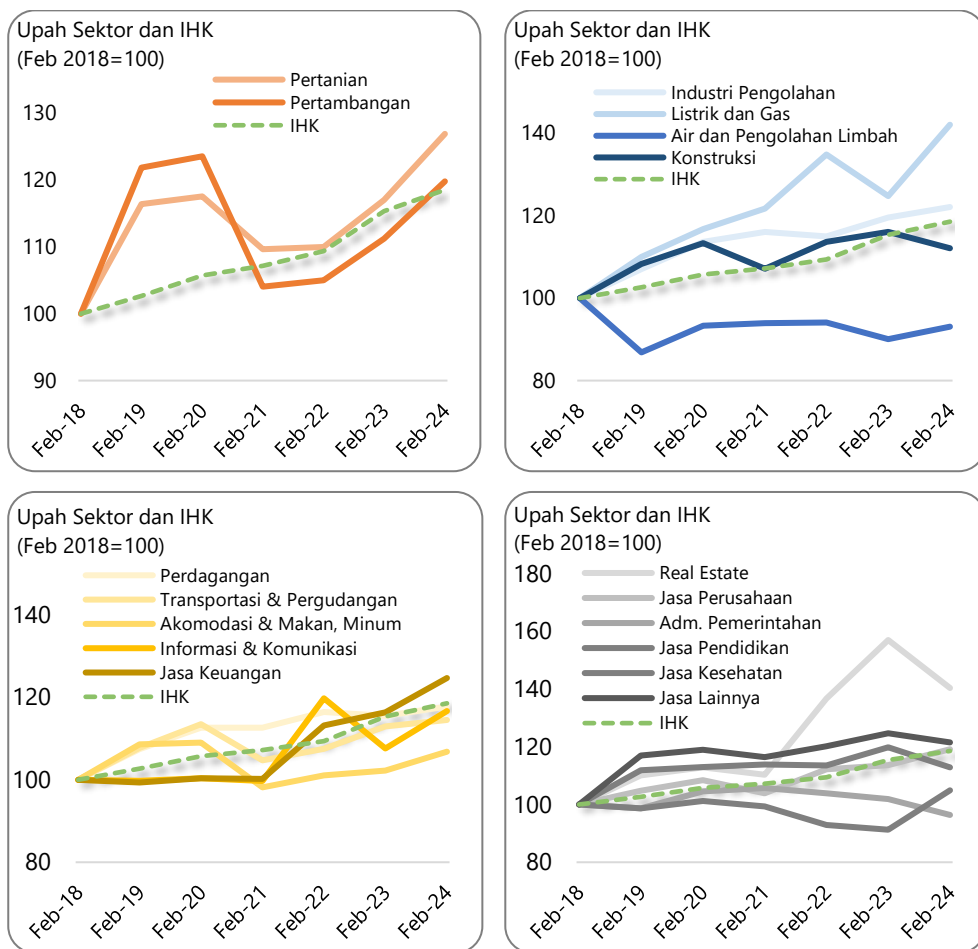 Upah Sektor dan IHK
(Feb 2018=100)
Pertanian
Pertambangan
IHK
130
120
110
100
90
Feb-18
Feb-19
Feb-20
Feb-21
Feb-22
Feb-23
Feb-24
Upah Sektor dan IHK
(Feb 2018=100)
Industri Pengolahan
Listrik dan Gas
Air dan Pengolahan Limbah
Konstruksi
IHK
140
120
100
80
Feb-18
Feb-19
Feb-20
Feb-21
Feb-22
Feb-23
Feb-24
Upah Sektor dan IHK
(Feb 2018=100)
Perdagangan
Transportasi & Pergudangan
Akomodasi & Makan, Minum
Informasi & Komunikasi
Jasa Keuangan
IHK
140
120
100
80
Feb-18
Feb-19
Feb-20
Feb-21
Feb-22
Feb-23
Feb-24
Upah Sektor dan IHK
(Feb 2018=100)
Real Estate
Jasa Perusahaan
Adm. Pemerintahan
Jasa Pendidikan
Jasa Kesehatan
Jasa Lainnya
IHK
180
160
140
120
100
80
Feb-18
Feb-19
Feb-20
Feb-21
Feb-22
Feb-23
Feb-24